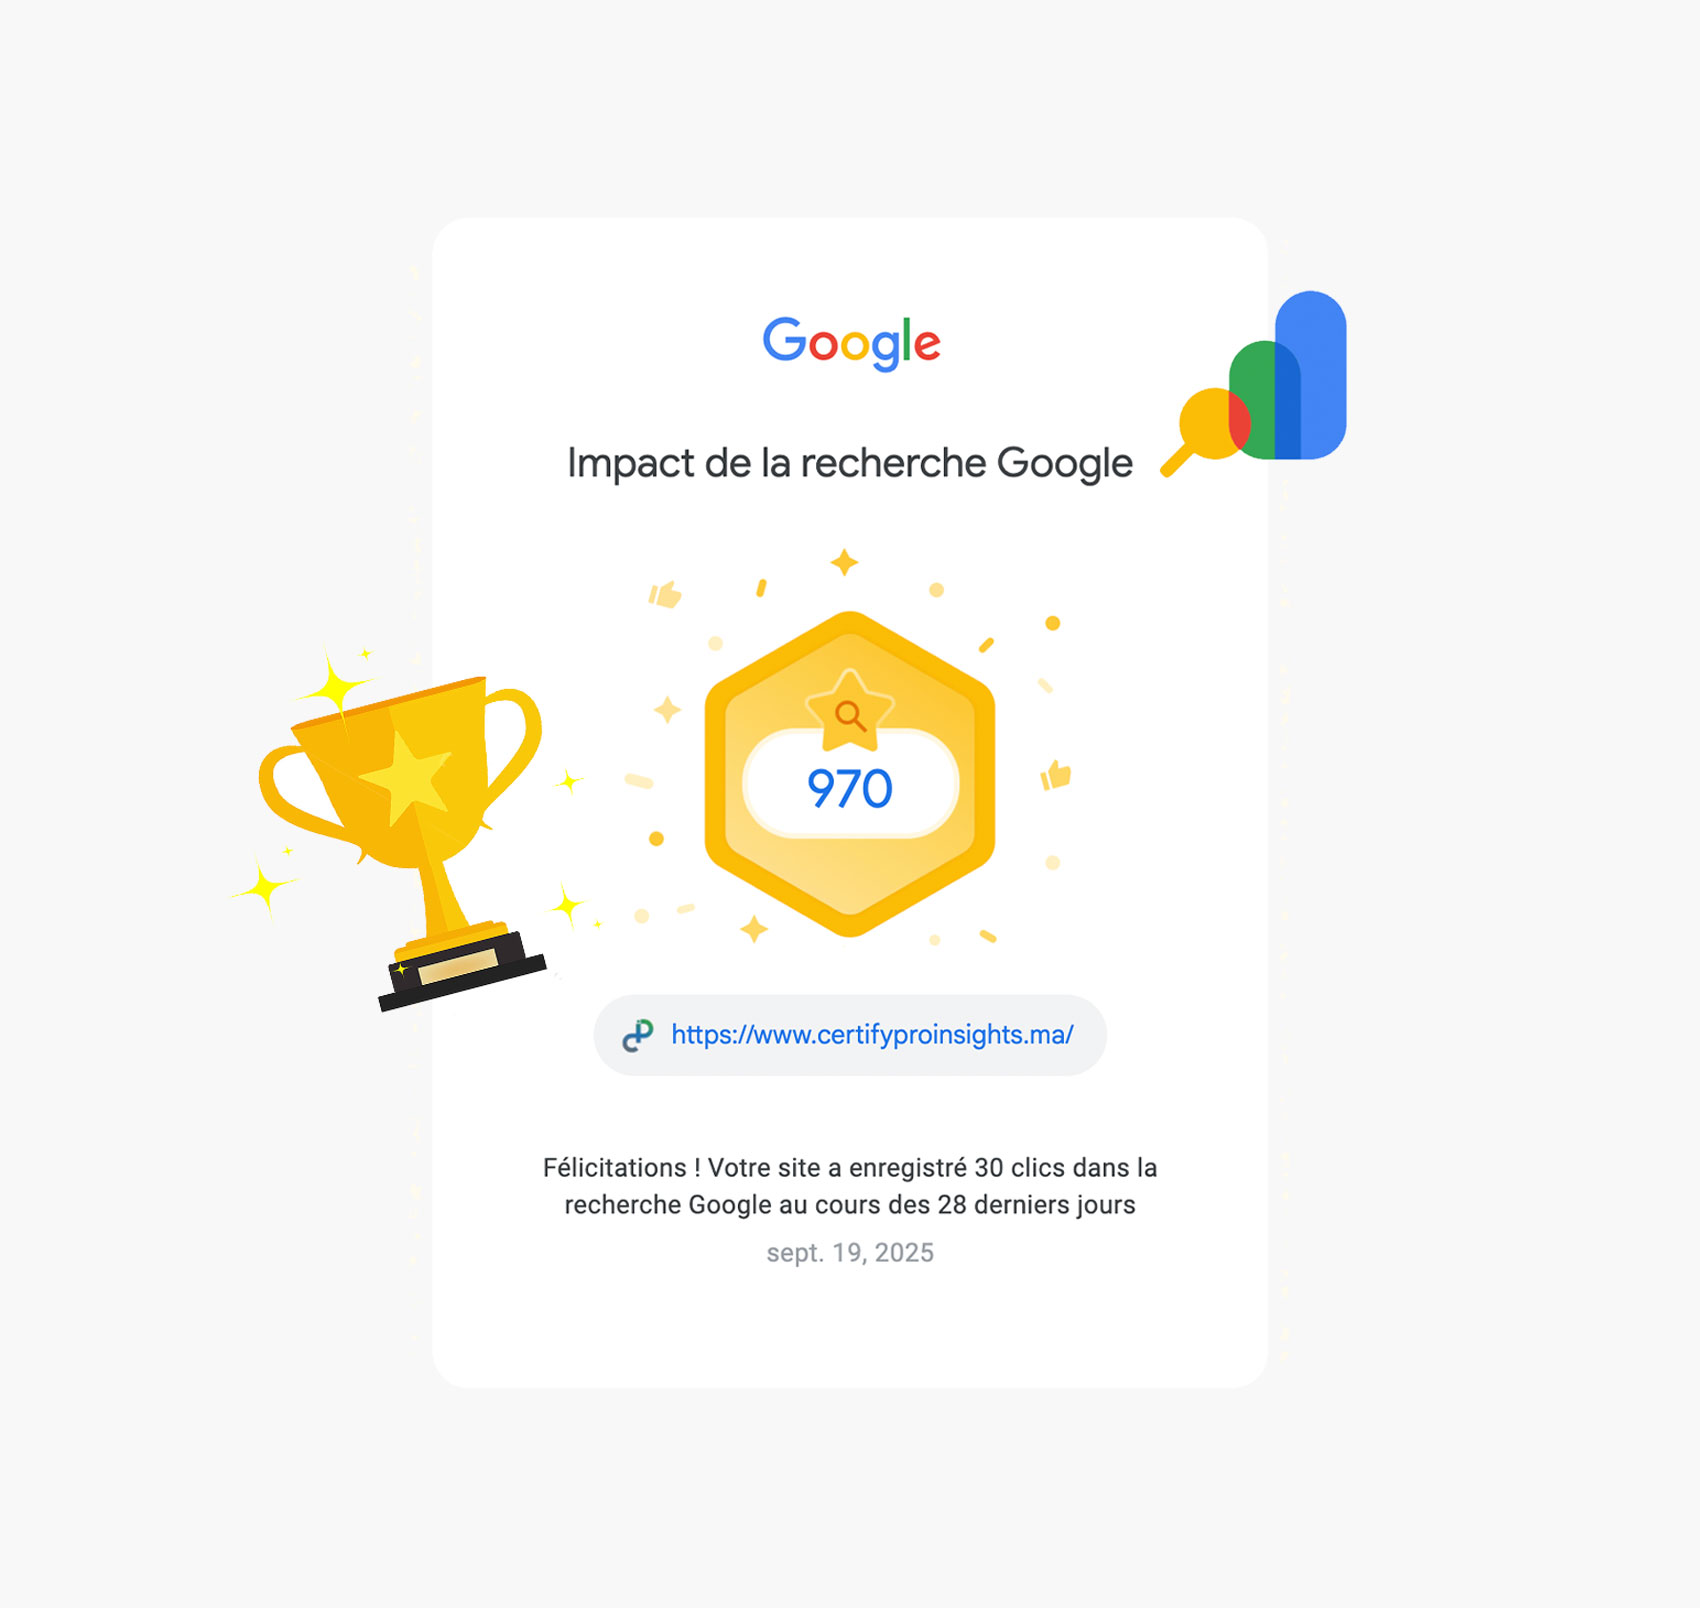 Google
Impact de la recherche Google
970
https://www.certifyproinsights.ma/
Félicitations ! Votre site a enregistré 30 clics dans la
recherche Google au cours des 28 derniers jours
sept. 19, 2025